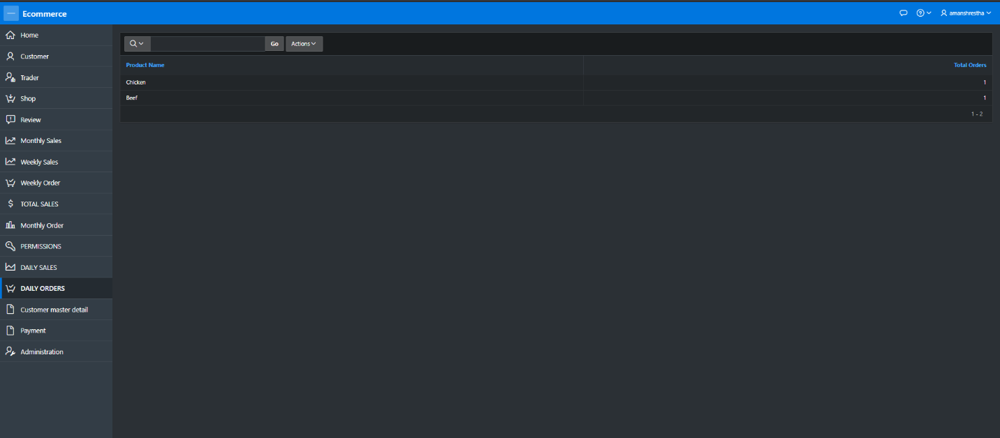 Ecommerce
amanshrestha
Home
Customer
Trader
Shop
Review
Monthly Sales
Weekly Sales
Weekly Order
TOTAL SALES
Monthly Order
PERMISSIONS
DAILY SALES
DAILY ORDERS
Customer master detail
Payment
Administration
Go Actions
Product Name Total Orders
Chicken 1
Beef 1
1 - 2